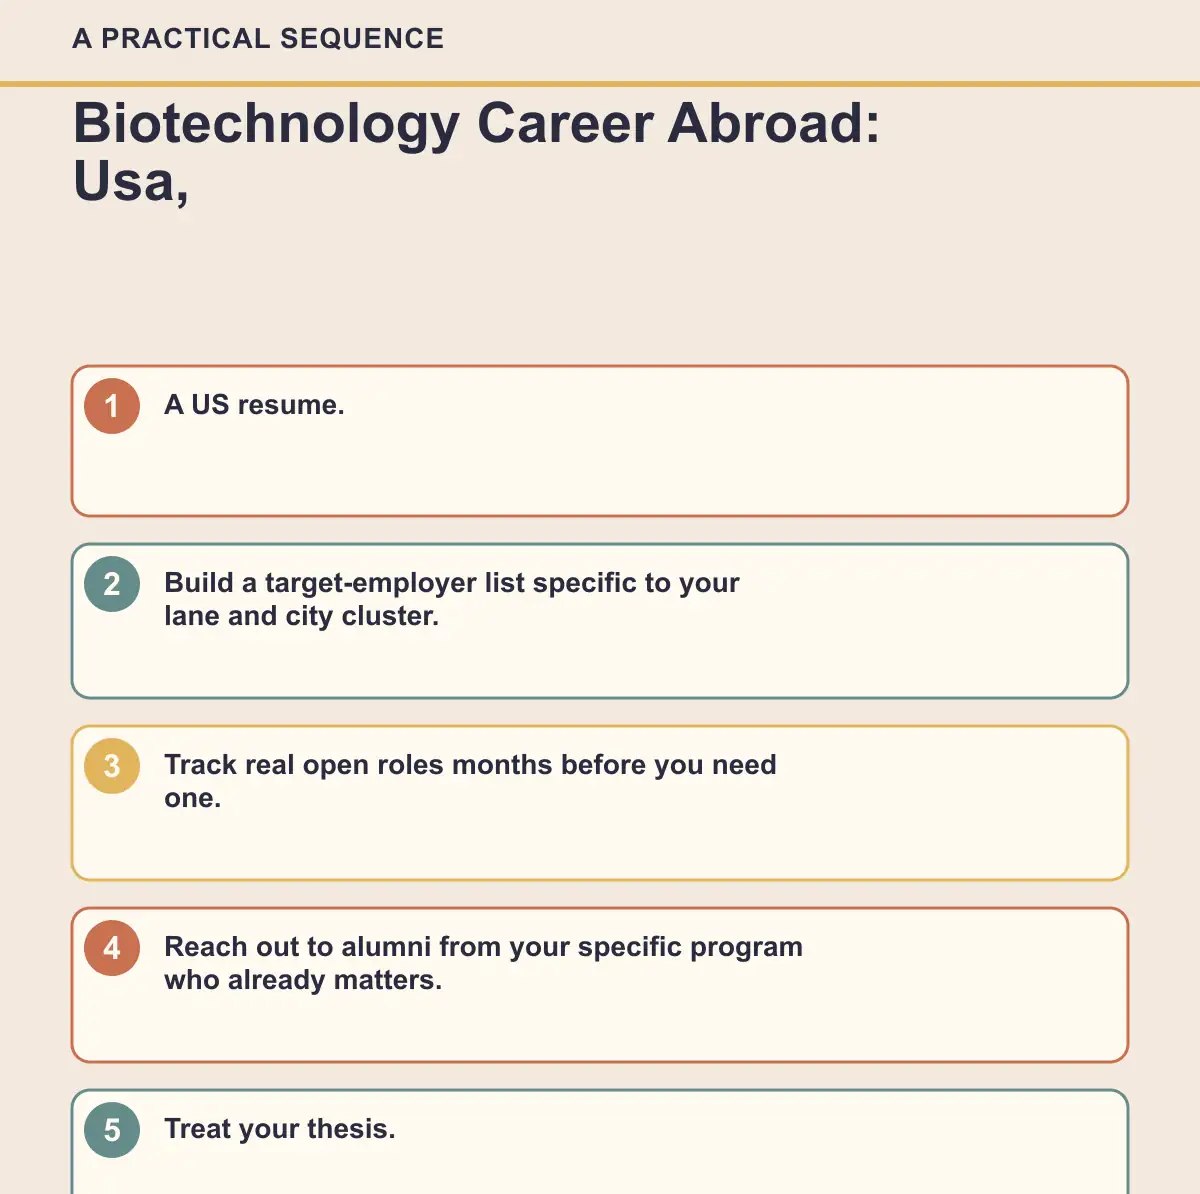 A PRACTICAL SEQUENCE
Biotechnology Career Abroad:
Usa,
1
A US resume.
2
Build a target-employer list specific to your
lane and city cluster.
3
Track real open roles months before you need
one.
4
Reach out to alumni from your specific program
who already matters.
5
Treat your thesis.